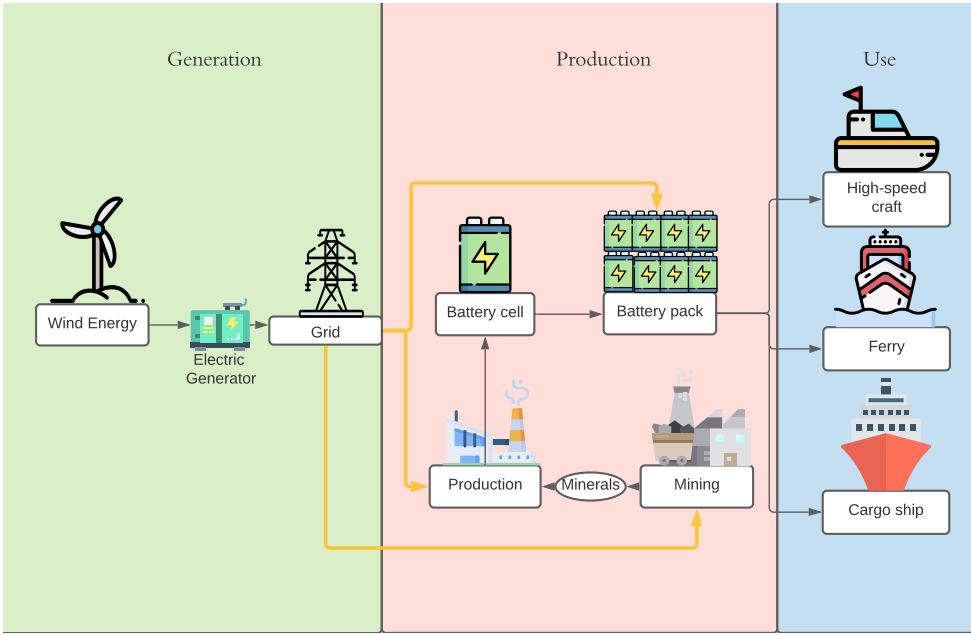 Generation
Production
Use
High-speed
craft
Wind Energy
Electric
Generator
Grid
Battery cell
Battery pack
Ferry
Production
Minerals
Mining
Cargo ship